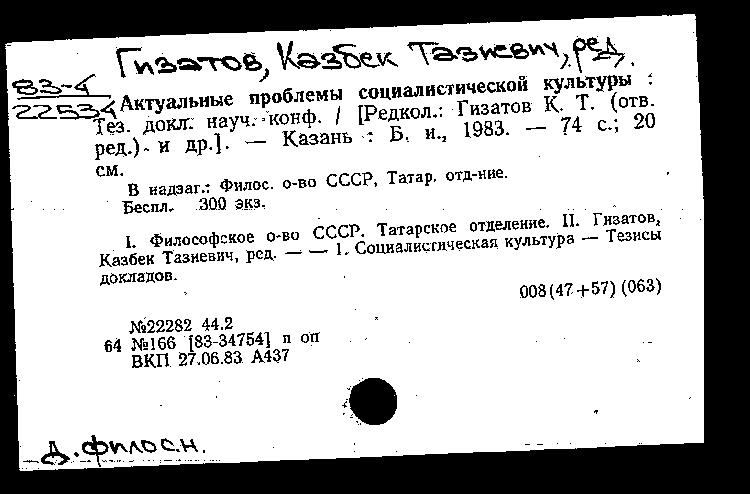 Гизатов, Казбек Тазиевич, ред.
83-4
22534
Актуальные проблемы социалистической культуры :
Тез. докл. науч. конф. / [Редкол.: Гизатов К. Т. (отв.
ред.) и др.]. — Казань : Б. и., 1983. — 74 с.; 20
см.
В надзаг.: Филос. о-во СССР, Татар. отд-ние.
Беспл. 300 экз.
I. Философское о-во СССР. Татарское отделение. II. Гизатов,
Казбек Тазиевич, ред. — — 1. Социалистическая культура — Тезисы
докладов.
008(47+57)(063)
№22282 44.2
64 №166 [83-34754] п оп
ВКП 27.06.83 А437
д. филос.н.